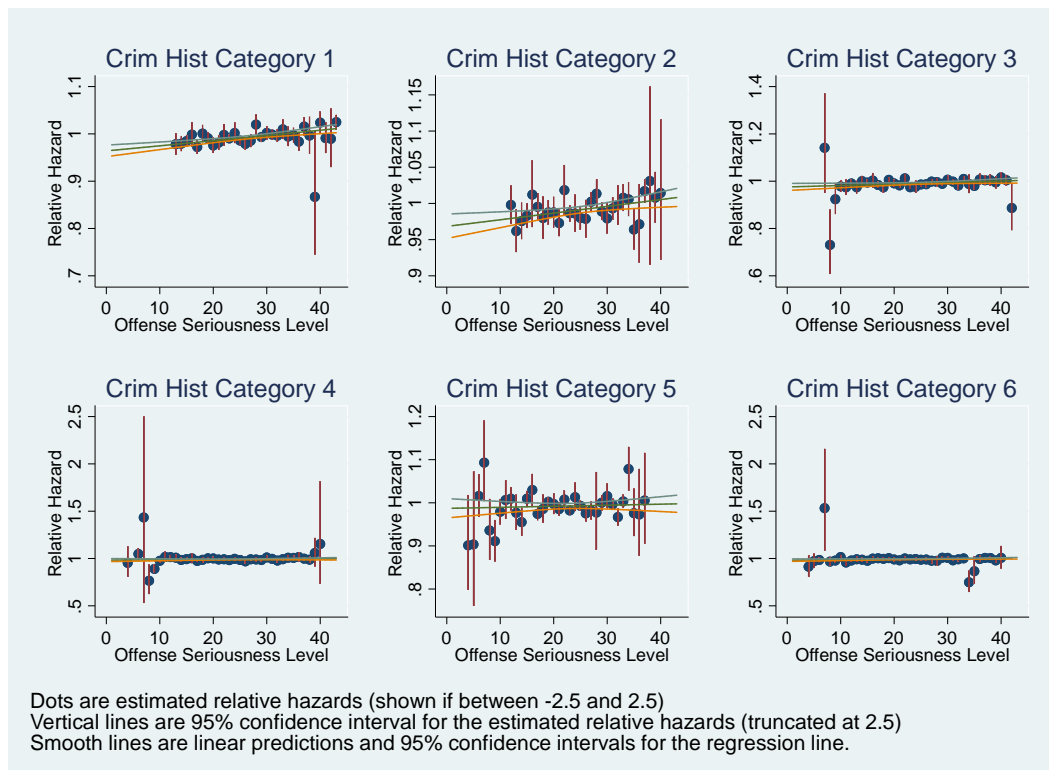 Crim Hist Category 1
Crim Hist Category 2
Crim Hist Category 3
Relative Hazard
.7 .8 .9 1 1.1
0 10 20 30 40
Offense Seriousness Level
Relative Hazard
.9 .95 1 1.05 1.1 1.15
0 10 20 30 40
Offense Seriousness Level
Relative Hazard
.6 .8 1 1.2 1.4
0 10 20 30 40
Offense Seriousness Level
Crim Hist Category 4
Crim Hist Category 5
Crim Hist Category 6
Relative Hazard
.5 1 1.5 2 2.5
0 10 20 30 40
Offense Seriousness Level
Relative Hazard
.8 .9 1 1.1 1.2
0 10 20 30 40
Offense Seriousness Level
Relative Hazard
.5 1 1.5 2 2.5
0 10 20 30 40
Offense Seriousness Level
Dots are estimated relative hazards (shown if between -2.5 and 2.5)
Vertical lines are 95% confidence interval for the estimated relative hazards (truncated at 2.5)
Smooth lines are linear predictions and 95% confidence intervals for the regression line.